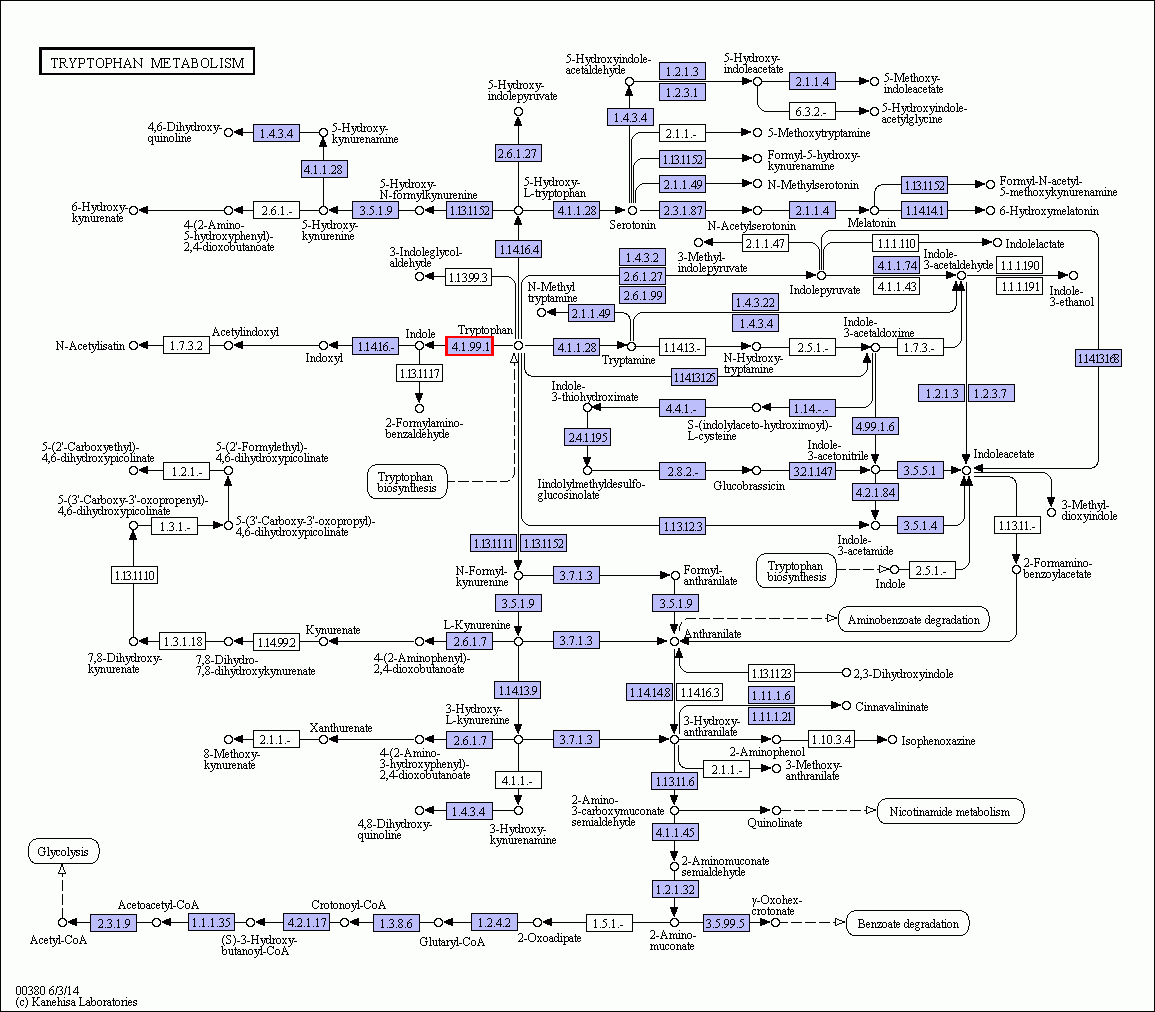 TRYPTOPHAN METABOLISM
5-Hydroxyindole-
acetaldehyde
1.2.1.3
1.2.3.1
5-Hydroxy-
indoleacetate
2.1.1.4
5-Methoxy-
indoleacetate
6.3.2.-
5-Hydroxyindole-
acetylglycine
5-Hydroxy-
indolepyruvate
1.4.3.4
4,6-Dihydroxy-
quinoline
1.4.3.4
5-Hydroxy-
kynurenamine
2.1.1.-
5-Methoxytryptamine
2.6.1.27
1.13.11.52
Formyl-5-hydroxy-
kynurenamine
4.1.1.28
5-Hydroxy-
N-formylkynurenine
5-Hydroxy-
L-tryptophan
2.1.1.49
N-Methylserotonin
1.13.11.52
Formyl-N-acetyl-
5-methoxykynurenamine
6-Hydroxy-
kynurenate
2.6.1.-
3.5.1.9
1.13.11.52
4.1.1.28
2.3.1.87
2.1.1.4
1.14.14.1
6-Hydroxymelatonin
4-(2-Amino-
5-hydroxyphenyl)-
2,4-dioxobutanoate
5-Hydroxy-
kynurenine
Serotonin
N-Acetylserotonin
Melatonin
1.14.16.4
3-Indoleglycol-
aldehyde
1.13.99.3
1.4.3.2
2.6.1.27
2.6.1.99
3-Methyl-
indolepyruvate
2.1.1.47
1.1.1.110
Indolelactate
Indolepyruvate
4.1.1.74
4.1.1.43
Indole-
3-acetaldehyde
1.1.1.190
1.1.1.191
Indole-
3-ethanol
N-Methyl
tryptamine
2.1.1.49
1.4.3.22
1.4.3.4
N-Acetylisatin
1.7.3.2
Acetylindoxyl
Indoxyl
1.14.16.-
Indole
4.1.99.1
Tryptophan
4.1.1.28
Tryptamine
1.14.13.-
N-Hydroxy-
tryptamine
2.5.1.-
Indole-
3-acetaldoxime
1.7.3.-
1.14.13.168
1.13.11.17
2-Formylamino-
benzaldehyde
1.14.13.125
Indole-
3-thiohydroximate
4.4.1.-
1.14.-.-
S-(indolylaceto-hydroximoyl)-
L-cysteine
1.2.1.3
1.2.3.7
2.4.1.195
4.99.1.6
5-(2'-Carboxyethyl)-
4,6-dihydroxypicolinate
5-(2'-Formylethyl)-
4,6-dihydroxypicolinate
1.2.1.-
Tryptophan
biosynthesis
Iindolylmethyldesulfo-
glucosinolate
2.8.2.-
Glucobrassicin
3.2.1.147
Indole-
3-acetonitrile
3.5.5.1
Indoleacetate
4.2.1.84
5-(3'-Carboxy-3'-oxopropenyl)-
4,6-dihydroxypicolinate
1.3.1.-
5-(3'-Carboxy-3'-oxopropyl)-
4,6-dihydroxypicolinate
1.13.12.3
Indole-
3-acetamide
3.5.1.4
1.13.11.-
3-Methyl-
dioxyindole
1.13.11.11
1.13.11.52
1.13.11.10
N-Formyl-
kynurenine
3.7.1.3
Formyl-
anthranilate
Tryptophan
biosynthesis
Indole
2.5.1.-
2-Formamino-
benzoylacetate
3.5.1.9
3.5.1.9
Aminobenzoate degradation
7,8-Dihydroxy-
kynurenate
1.3.1.18
7,8-Dihydro-
7,8-dihydroxykynurenate
1.14.99.2
Kynurenate
4-(2-Aminophenyl)-
2,4-dioxobutanoate
2.6.1.7
L-Kynurenine
3.7.1.3
Anthranilate
1.13.11.23
2,3-Dihydroxyindole
1.14.13.9
1.14.14.8
1.14.16.3
1.11.1.6
1.11.1.21
Cinnavalininate
8-Methoxy-
kynurenate
2.1.1.-
Xanthurenate
4-(2-Amino-
3-hydroxyphenyl)-
2,4-dioxobutanoate
2.6.1.7
3-Hydroxy-
L-kynurenine
3.7.1.3
3-Hydroxy-
anthranilate
2-Aminophenol
1.10.3.4
Isophenoxazine
2.1.1.-
3-Methoxy-
anthranilate
4.1.1.-
1.13.11.6
4,8-Dihydroxy-
quinoline
1.4.3.4
3-Hydroxy-
kynurenamine
2-Amino-
3-carboxymuconate
semialdehyde
Quinolinate
Nicotinamide metabolism
4.1.1.45
Glycolysis
2-Aminomuconate
semialdehyde
1.2.1.32
Acetyl-CoA
2.3.1.9
Acetoacetyl-CoA
1.1.1.35
(S)-3-Hydroxy-
butanoyl-CoA
4.2.1.17
Crotonoyl-CoA
1.3.8.6
Glutaryl-CoA
1.2.4.2
2-Oxoadipate
1.5.1.-
2-Amino-
muconate
3.5.99.5
γ-Oxohex-
crotonate
Benzoate degradation
00380 6/3/14
(c) Kanehisa Laboratories